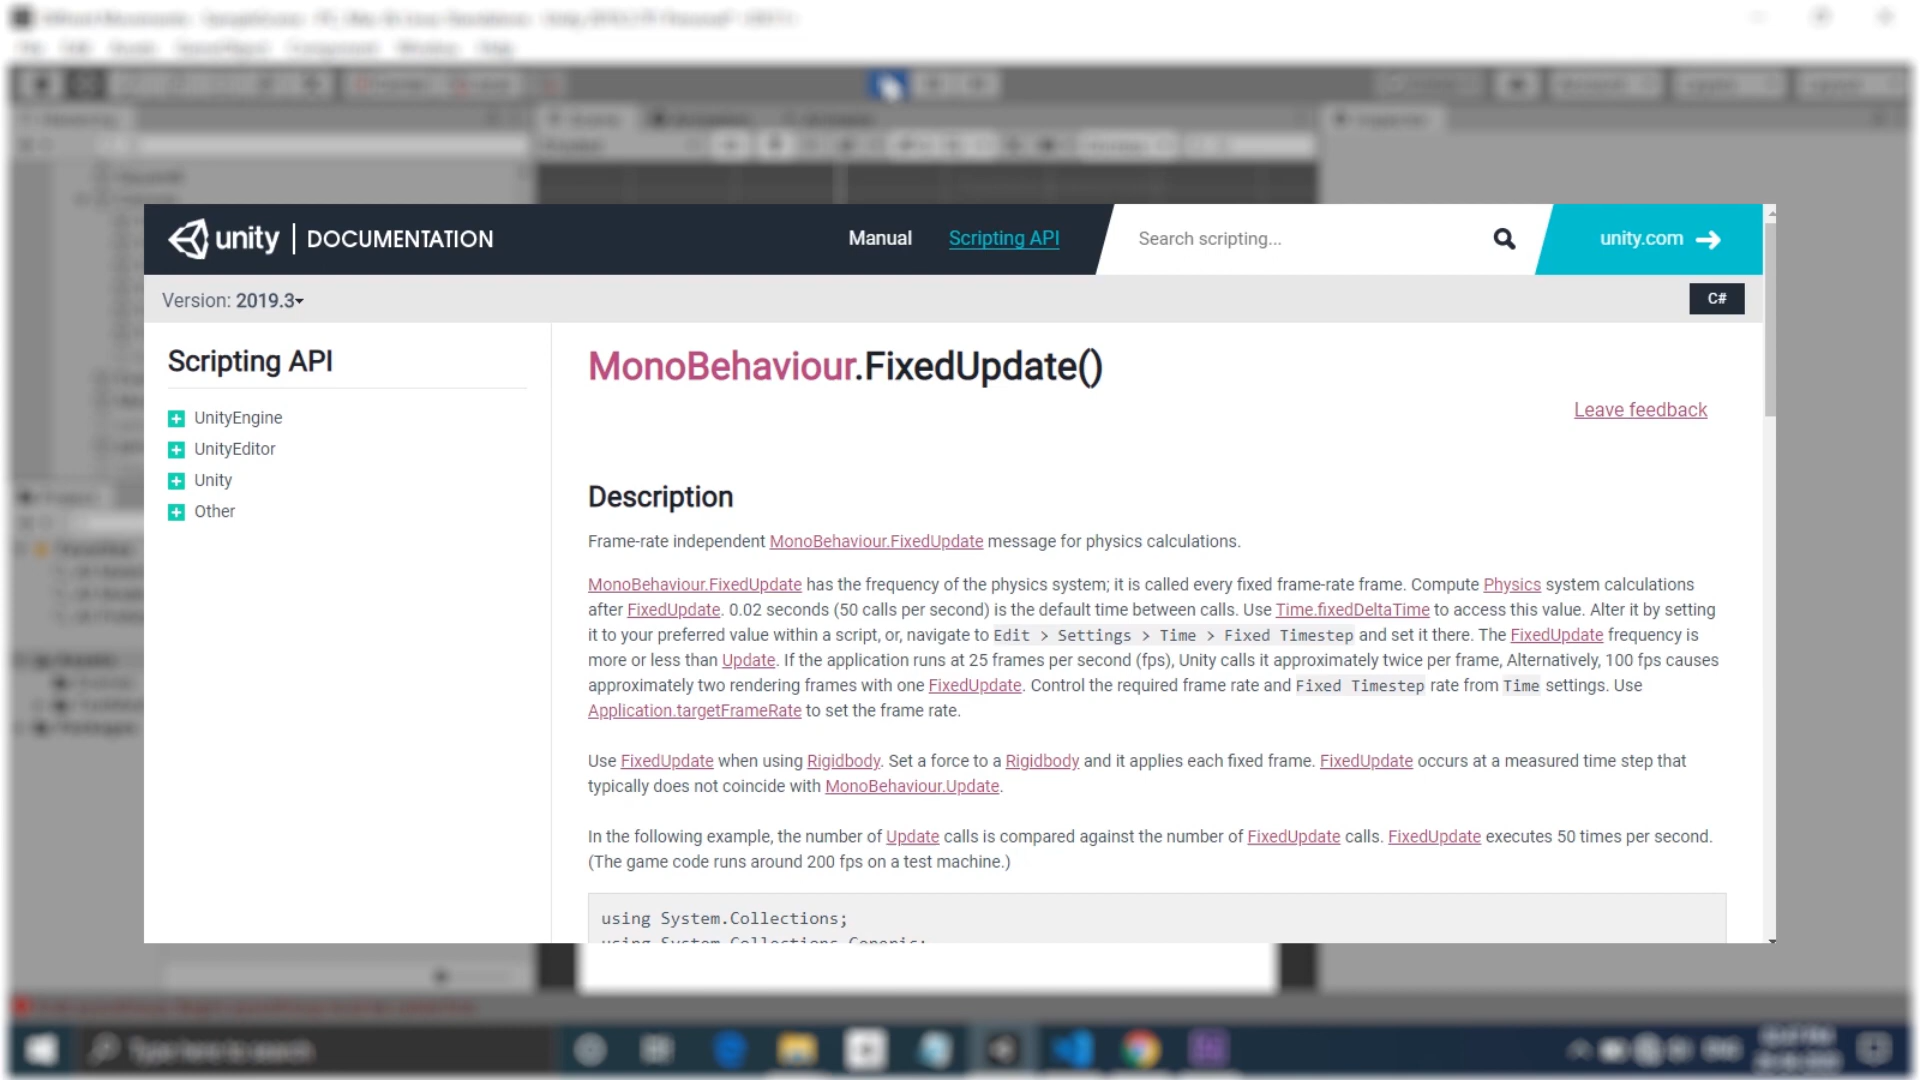 unity | DOCUMENTATION
Manual
Scripting API
Search scripting...
unity.com
Version: 2019.3
C#
Scripting API
UnityEngine
UnityEditor
Unity
Other
MonoBehaviour.FixedUpdate()
Leave feedback
Description
Frame-rate independent MonoBehaviour.FixedUpdate message for physics calculations.
MonoBehaviour.FixedUpdate has the frequency of the physics system; it is called every fixed frame-rate frame. Compute Physics system calculations
after FixedUpdate. 0.02 seconds (50 calls per second) is the default time between calls. Use Time.fixedDeltaTime to access this value. Alter it by setting
it to your preferred value within a script, or, navigate to Edit > Settings > Time > Fixed Timestep and set it there. The FixedUpdate frequency is
more or less than Update. If the application runs at 25 frames per second (fps), Unity calls it approximately twice per frame, Alternatively, 100 fps causes
approximately two rendering frames with one FixedUpdate. Control the required frame rate and Fixed Timestep rate from Time settings. Use
Application.targetFrameRate to set the frame rate.
Use FixedUpdate when using Rigidbody. Set a force to a Rigidbody and it applies each fixed frame. FixedUpdate occurs at a measured time step that
typically does not coincide with MonoBehaviour.Update.
In the following example, the number of Update calls is compared against the number of FixedUpdate calls. FixedUpdate executes 50 times per second.
(The game code runs around 200 fps on a test machine.)
using System.Collections;
using System.Collections.Generic;
Type here to search